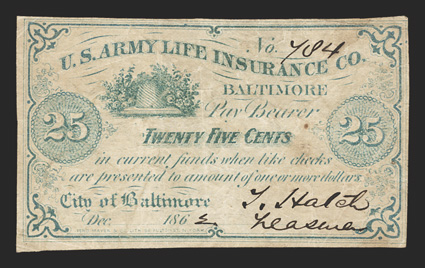 No. 784
U.S. ARMY LIFE INSURANCE CO.
BALTIMORE
Pay Bearer
25 TWENTY FIVE CENTS 25
in current funds when like checks
are presented to amount of one or more dollars.
City of Baltimore T. Hatch
Dec. 1862 Treasurer